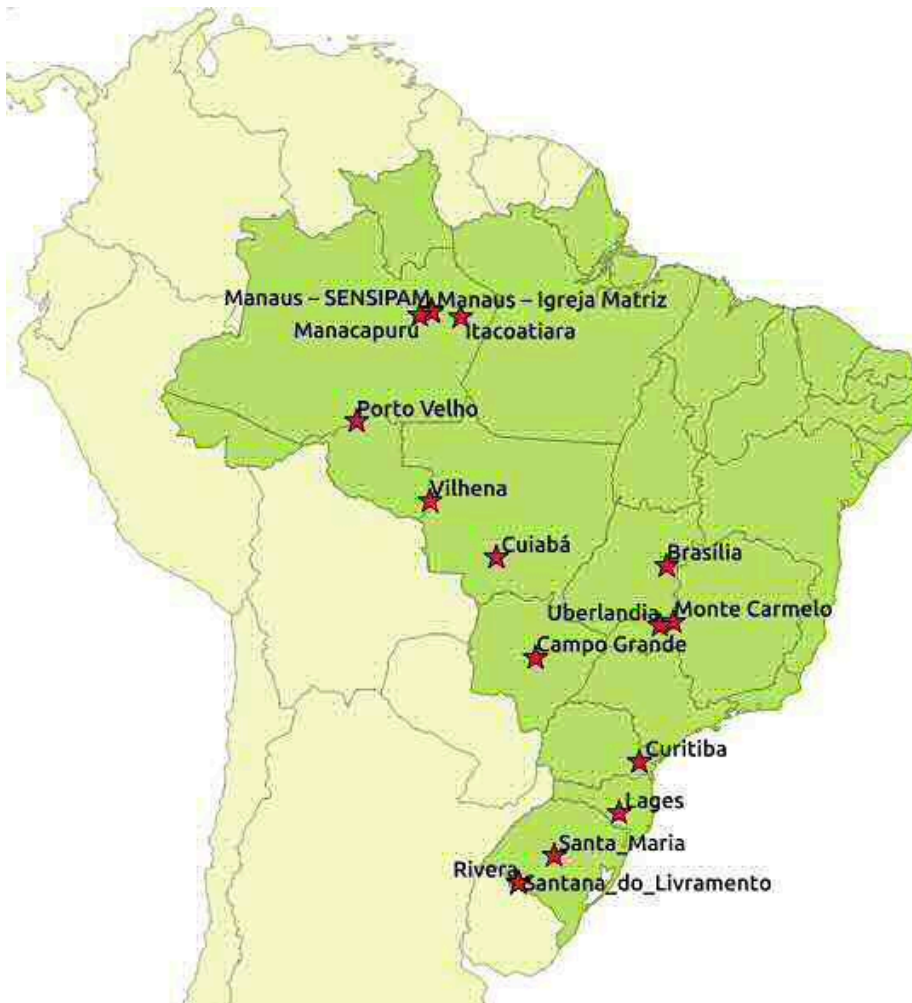 Manaus – SENSIPAM
Manaus – Igreja Matriz
Manacapuru
Itacoatiara
Porto Velho
Vilhena
Cuiabá
Brasília
Uberlandia
Monte Carmelo
Campo Grande
Curitiba
Lages
Santa_Maria
Rivera
Santana_do_Livramento